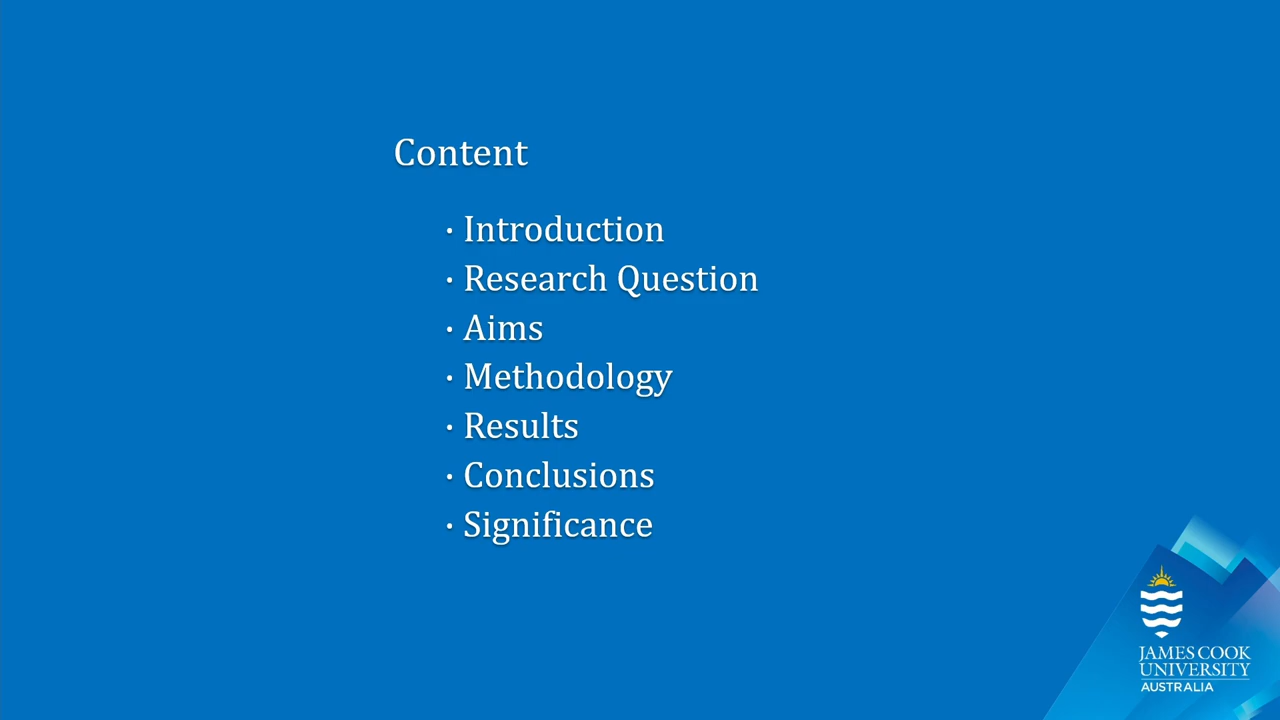 Content
· Introduction
· Research Question
· Aims
· Methodology
· Results
· Conclusions
· Significance
JAMES COOK
UNIVERSITY
AUSTRALIA